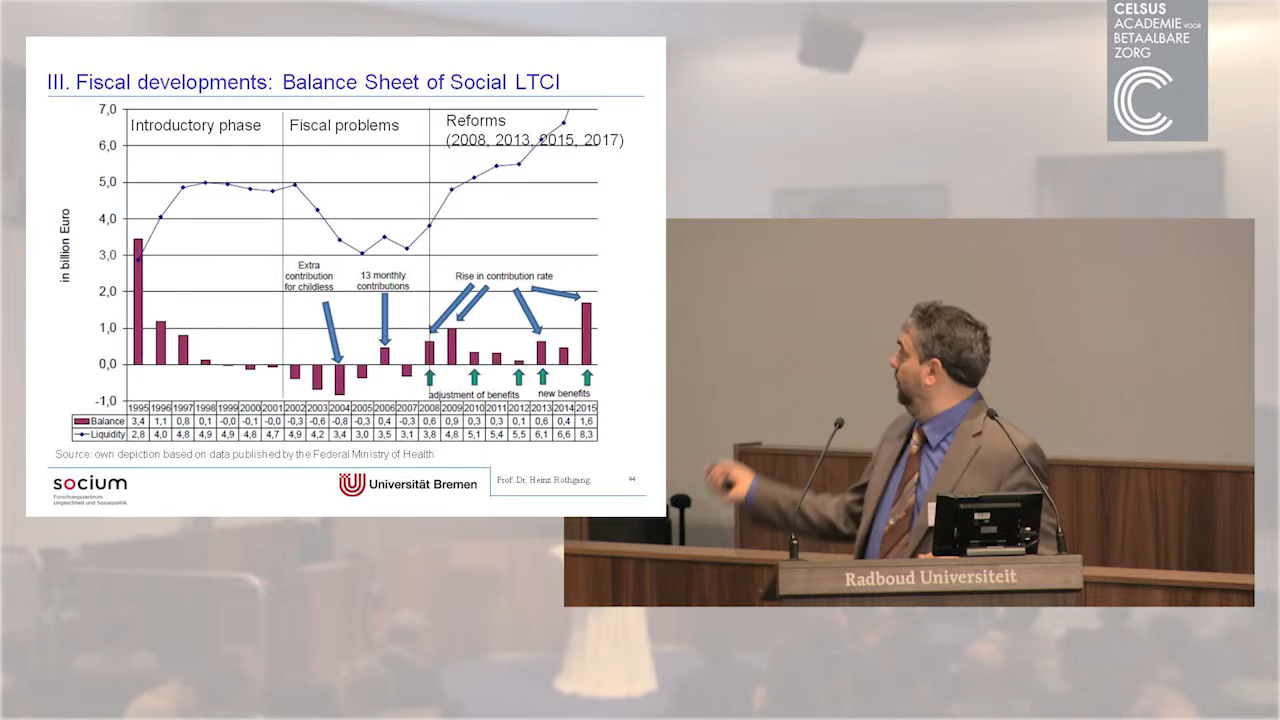 CELSUS
ACADEMIE VOOR
BETAALBARE
ZORG
III. Fiscal developments: Balance Sheet of Social LTCI
7,0
6,0
5,0
4,0
3,0
2,0
1,0
0,0
-1,0
in billion Euro
Introductory phase
Fiscal problems
Reforms
(2008, 2013, 2015, 2017)
Extra
contribution
for childless
13 monthly
contributions
Rise in contribution rate
adjustment of benefits
new benefits
1995 1996 1997 1998 1999 2000 2001 2002 2003 2004 2005 2006 2007 2008 2009 2010 2011 2012 2013 2014 2015
Balance 3,4 1,1 0,8 0,1 -0,0 -0,1 -0,0 -0,3 -0,6 -0,8 -0,3 0,4 -0,3 0,6 0,9 0,3 0,3 0,1 0,6 0,4 1,6
Liquidity 2,8 4,0 4,8 4,9 4,9 4,8 4,7 4,9 4,2 3,4 3,0 3,5 3,1 3,8 4,8 5,1 5,4 5,5 6,1 6,6 8,3
Source: own depiction based on data published by the Federal Ministry of Health
socium
Forschungszentrum
Ungleichheit und Sozialpolitik
Universität Bremen
Prof. Dr. Heinz Rothgang
44
Radboud Universiteit